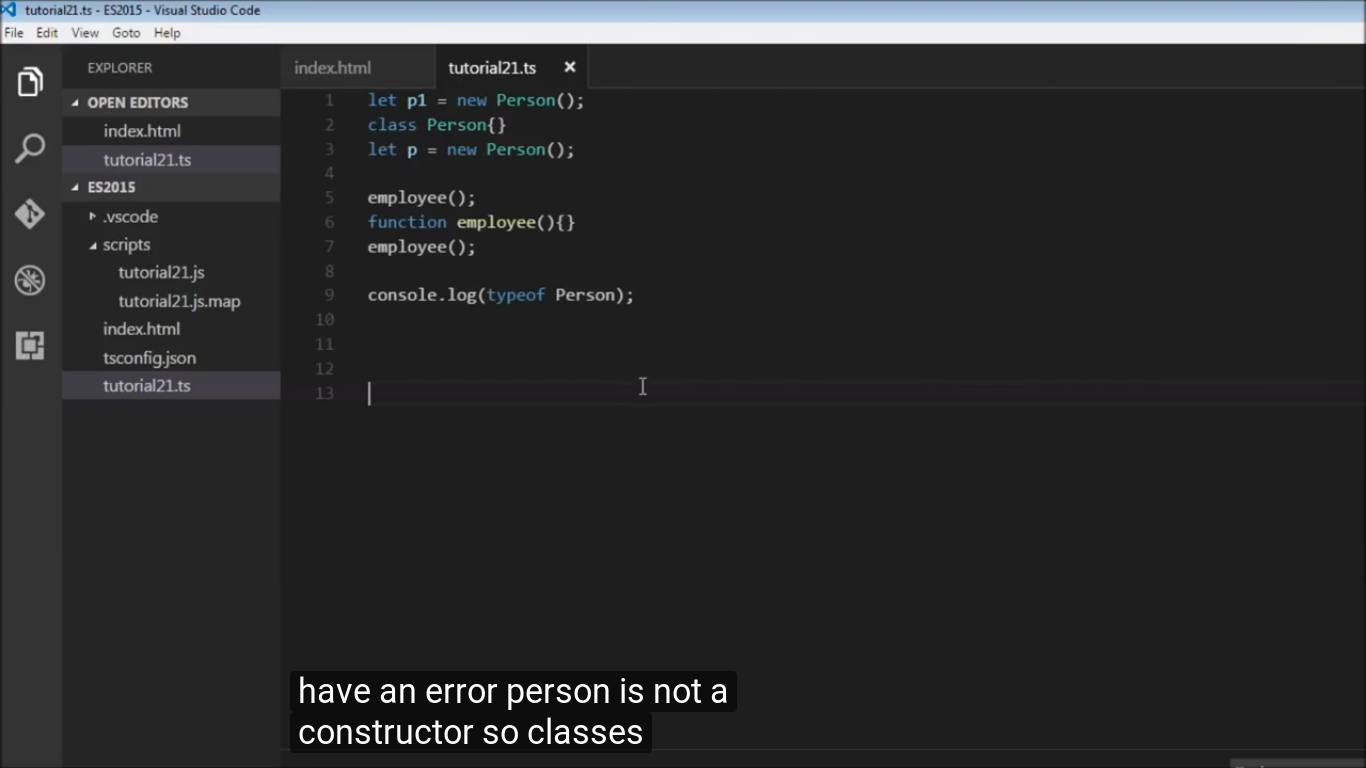 tutorial21.ts - ES2015 - Visual Studio Code
File Edit View Goto Help
EXPLORER
OPEN EDITORS
index.html
tutorial21.ts
ES2015
.vscode
scripts
tutorial21.js
tutorial21.js.map
index.html
tsconfig.json
tutorial21.ts
index.html tutorial21.ts
1 let p1 = new Person();
2 class Person{}
3 let p = new Person();
4
5 employee();
6 function employee(){}
7 employee();
8
9 console.log(typeof Person);
10
11
12
13
have an error person is not a
constructor so classes